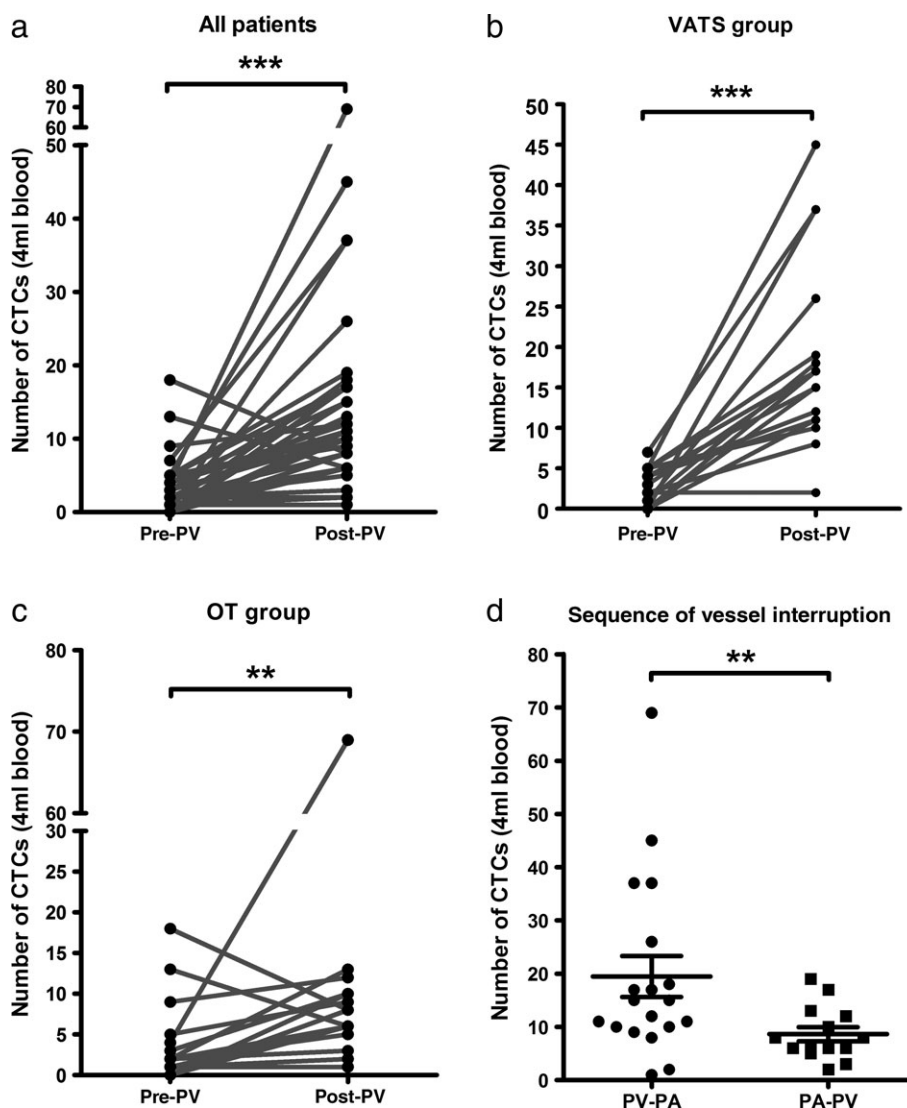 a
All patients
***
Number of CTCs (4ml blood)
80
70
60
50
40
30
20
10
0
Pre-PV
Post-PV
b
VATS group
***
Number of CTCs (4ml blood)
50
45
40
35
30
25
20
15
10
5
0
Pre-PV
Post-PV
c
OT group
**
Number of CTCs (4ml blood)
80
70
60
30
25
20
15
10
5
0
Pre-PV
Post-PV
d
Sequence of vessel interruption
**
Number of CTCs (4ml blood)
80
70
60
50
40
30
20
10
0
PV-PA
PA-PV